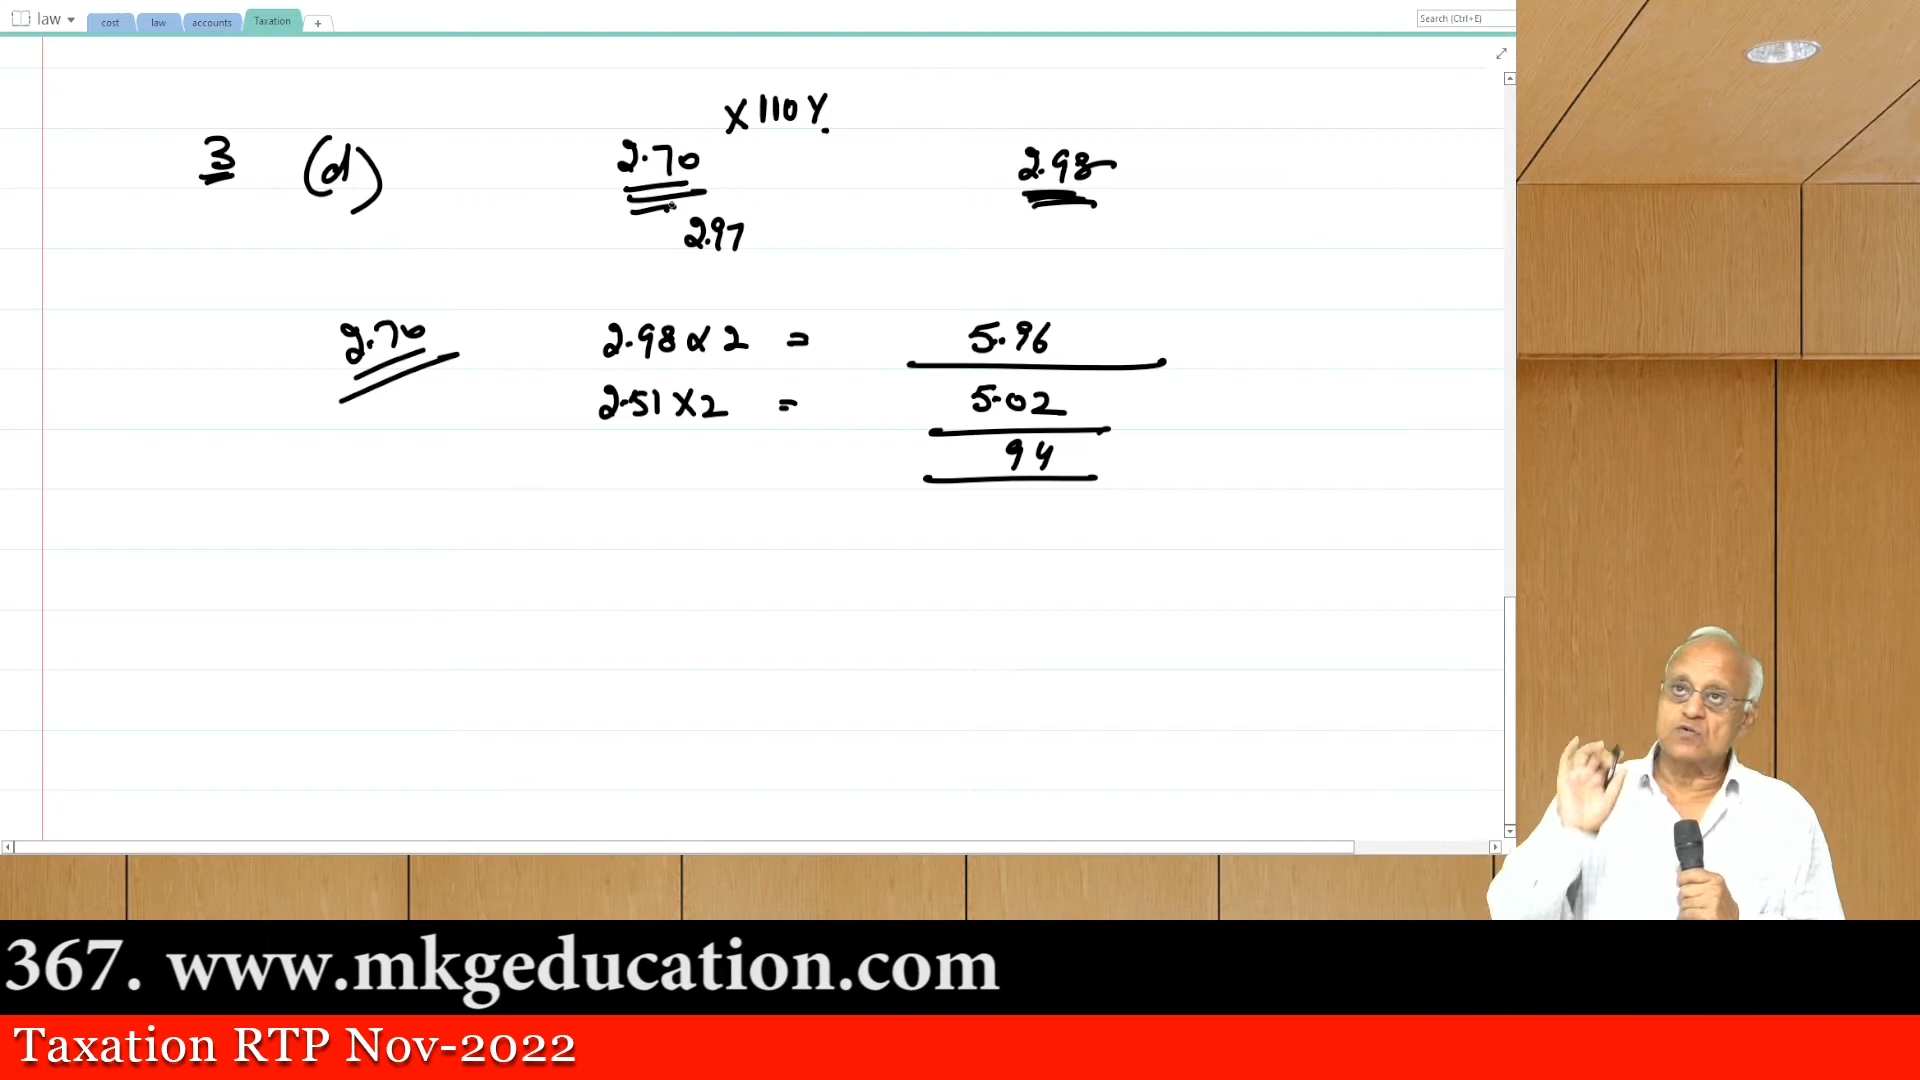 law cost law accounts Taxation + Search (Ctrl+E)
X 110%
3 (d) 2.70 2.98
2.97
2.70 2.98 x 2 = 5.96
2.51 x 2 = 5.02
94
367. www.mkgeducation.com
Taxation RTP Nov-2022